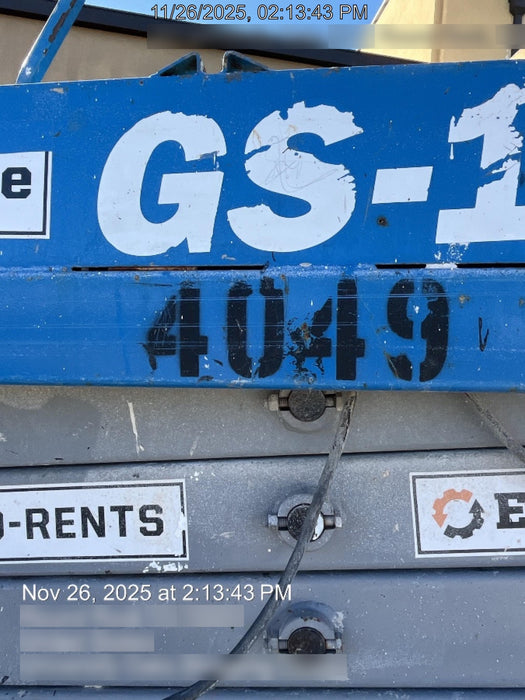 11/26/2025, 02:13:43 PM
GS-1
e
4049
-RENTS
E
Nov 26, 2025 at 2:13:43 PM